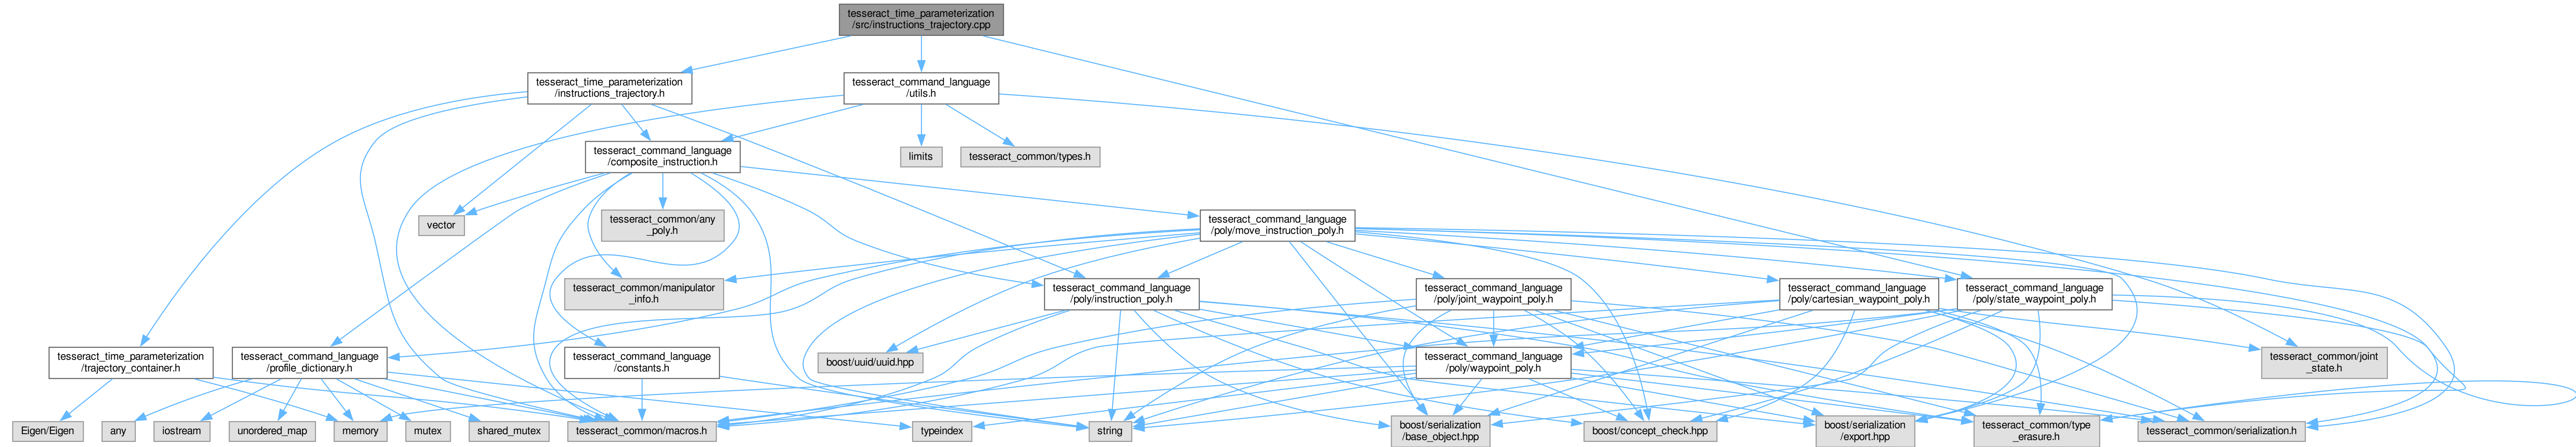 tesseract_time_parameterization
/src/instructions_trajectory.cpp
tesseract_time_parameterization
/instructions_trajectory.h
tesseract_command_language
/utils.h
tesseract_command_language
/composite_instruction.h
limits
tesseract_common/types.h
vector
tesseract_common/any
_poly.h
tesseract_command_language
/poly/move_instruction_poly.h
tesseract_common/manipulator
_info.h
tesseract_command_language
/poly/instruction_poly.h
tesseract_command_language
/poly/joint_waypoint_poly.h
tesseract_command_language
/poly/cartesian_waypoint_poly.h
tesseract_command_language
/poly/state_waypoint_poly.h
tesseract_time_parameterization
/trajectory_container.h
tesseract_command_language
/profile_dictionary.h
tesseract_command_language
/constants.h
boost/uuid/uuid.hpp
tesseract_command_language
/poly/waypoint_poly.h
tesseract_common/joint
_state.h
Eigen/Eigen
any
iostream
unordered_map
memory
mutex
shared_mutex
tesseract_common/macros.h
typeindex
string
boost/serialization
/base_object.hpp
boost/concept_check.hpp
boost/serialization
/export.hpp
tesseract_common/type
_erasure.h
tesseract_common/serialization.h